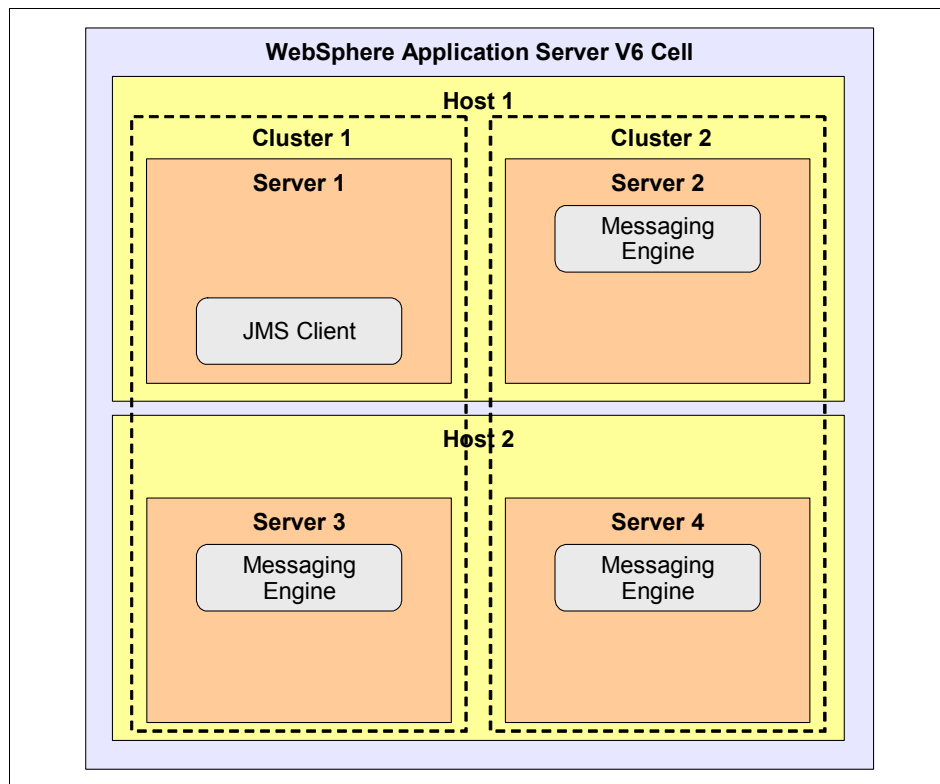 WebSphere Application Server V6 Cell
Host 1
Cluster 1
Cluster 2
Server 1
Server 2
Messaging
Engine
JMS Client
Host 2
Server 3
Server 4
Messaging
Engine
Messaging
Engine